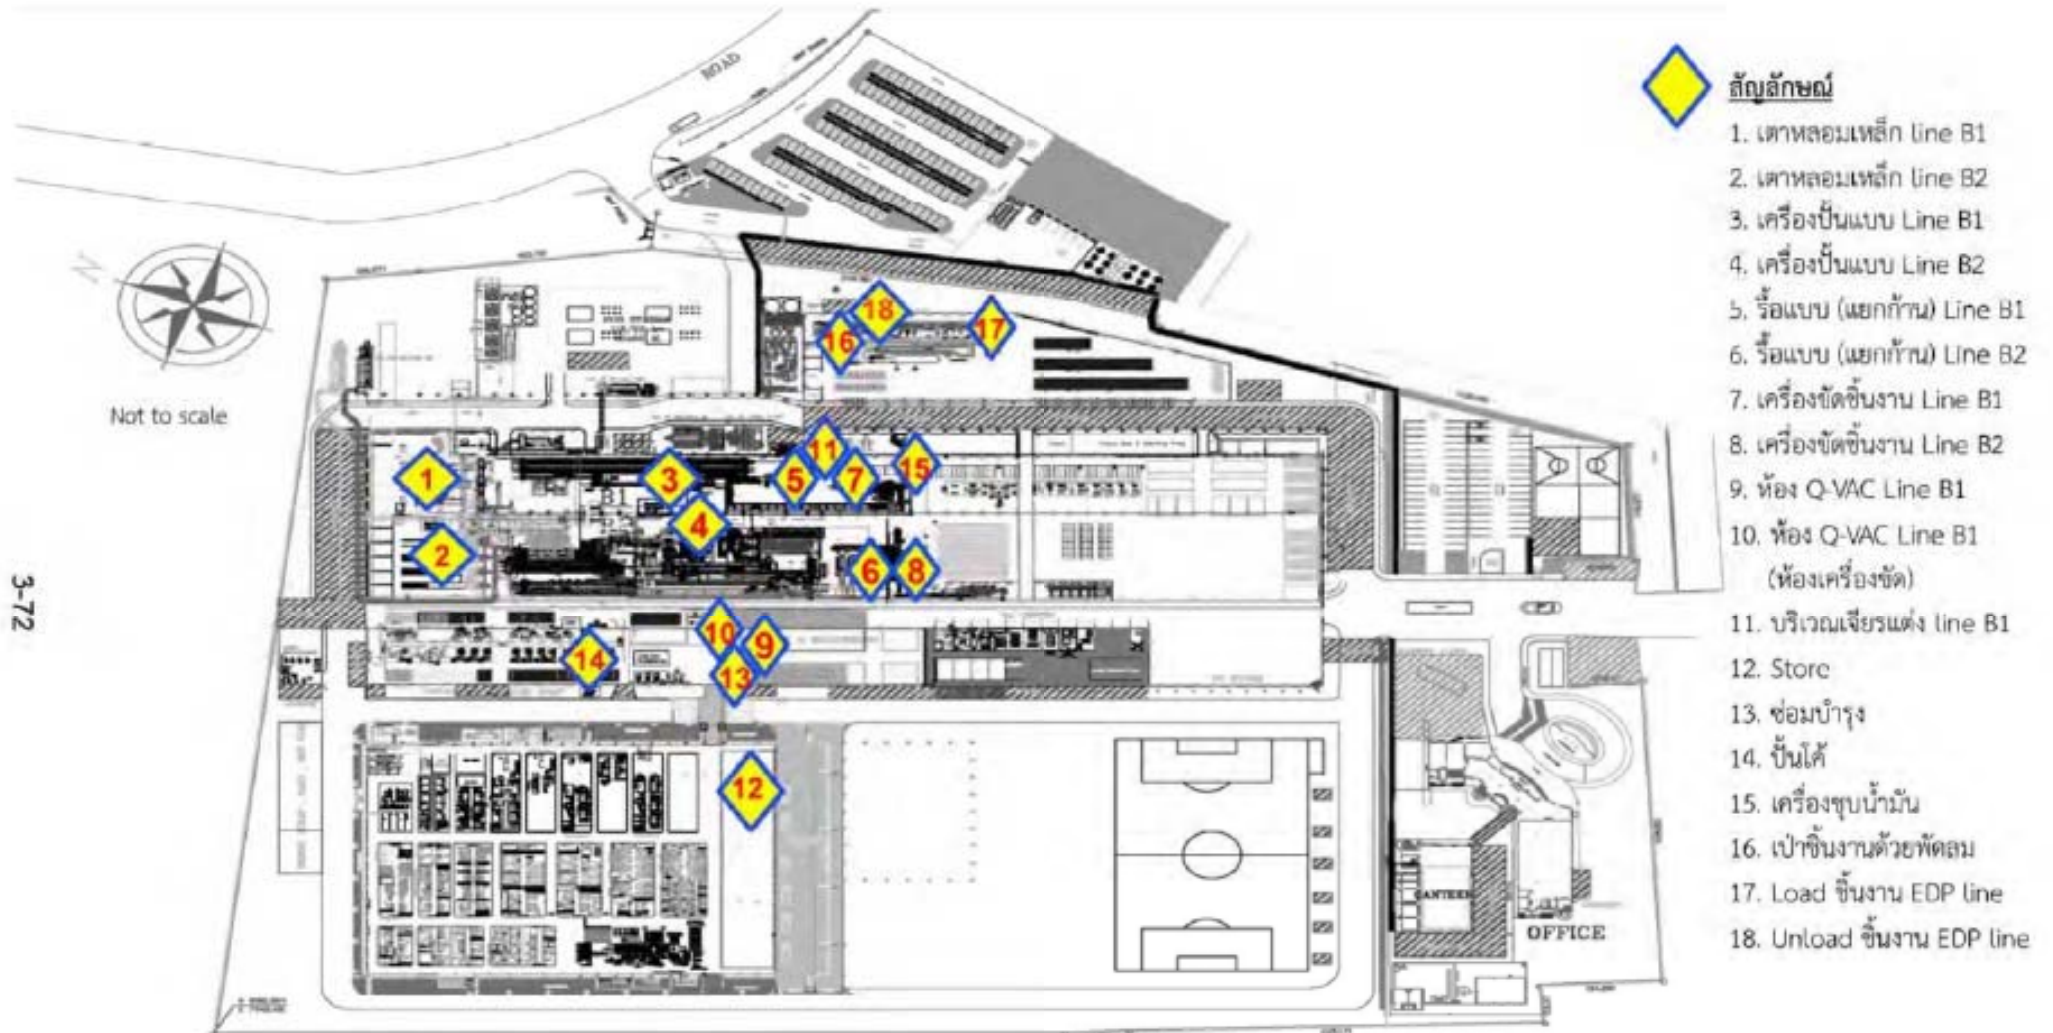 ROAD
N
Not to scale
3-72
18
17
16
11
15
1
3
5
7
4
2
6
8
10
9
14
13
12
CANTEEN
OFFICE
สัญลักษณ์
1. เตาหลอมเหล็ก line B1
2. เตาหลอมเหล็ก line B2
3. เครื่องปั้นแบบ Line B1
4. เครื่องปั้นแบบ Line B2
5. รื้อแบบ (แยกก้าน) Line B1
6. รื้อแบบ (แยกก้าน) Line B2
7. เครื่องขัดชิ้นงาน Line B1
8. เครื่องขัดชิ้นงาน Line B2
9. ห้อง Q-VAC Line B1
10. ห้อง Q-VAC Line B1
(ห้องเครื่องขัด)
11. บริเวณเจียรแต่ง line B1
12. Store
13. ซ่อมบำรุง
14. ปั้นโค้
15. เครื่องชุบน้ำมัน
16. เป่าชิ้นงานด้วยพัดลม
17. Load ชิ้นงาน EDP line
18. Unload ชิ้นงาน EDP line